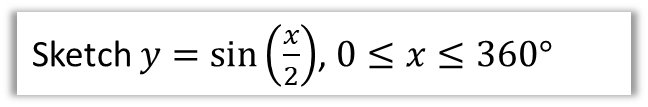 Sketch y = sin(x/2), 0 ≤ x ≤ 360°